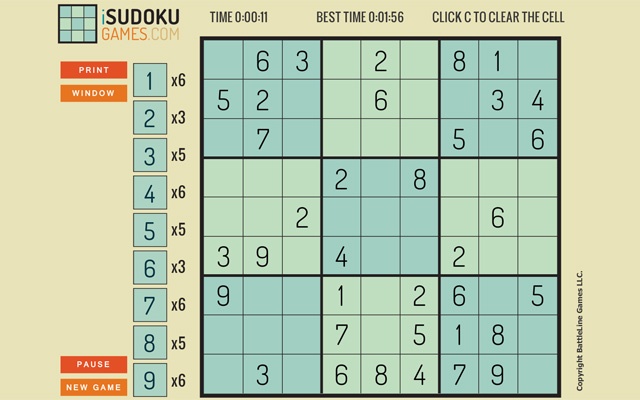 iSUDOKU
GAMES.COM
TIME 0:00:11 BEST TIME 0:01:56 CLICK C TO CLEAR THE CELL
PRINT
WINDOW
1 x6
2 x3
3 x5
4 x6
5 x5
6 x3
7 x6
8 x5
9 x6
PAUSE
NEW GAME
6 3 2 8 1
5 2 6 3 4
7 5 6
2 8
2 6
3 9 4 2
9 1 2 6 5
7 5 1 8
3 6 8 4 7 9
Copyright BattleLine Games LLC.